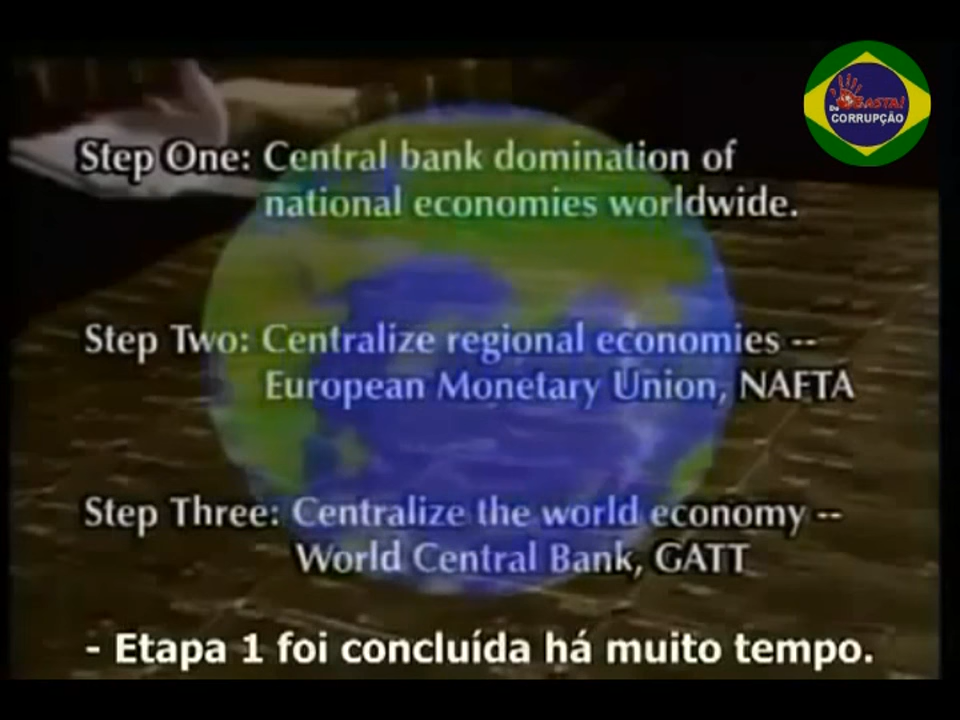 De BASTA!
CORRUPÇÃO
Step One: Central bank domination of
national economies worldwide.
Step Two: Centralize regional economies --
European Monetary Union, NAFTA
Step Three: Centralize the world economy --
World Central Bank, GATT
- Etapa 1 foi concluída há muito tempo.